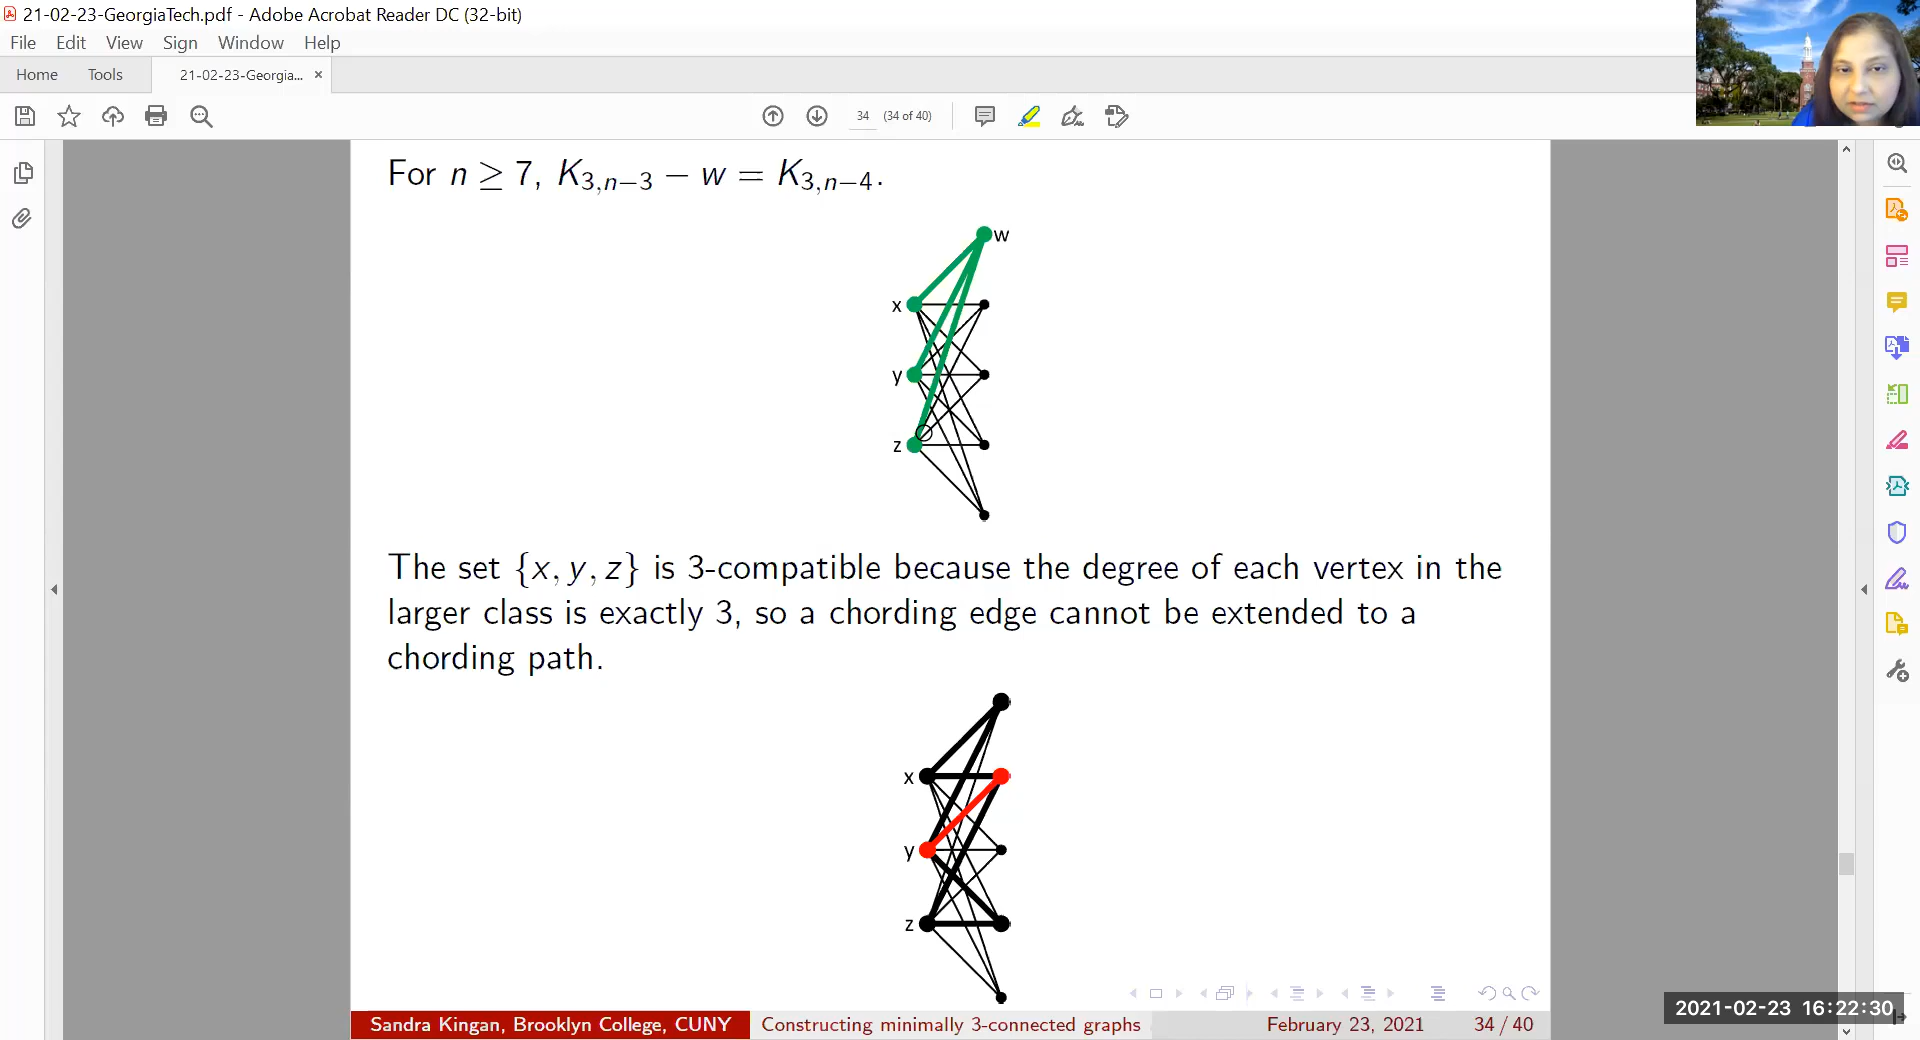 21-02-23-GeorgiaTech.pdf - Adobe Acrobat Reader DC (32-bit)
File Edit View Sign Window Help
Home Tools 21-02-23-Georgia... ×
34 (34 of 40)
For n ≥ 7, K₃,ₙ₋₃ − w = K₃,ₙ₋₄.
w
x
y
z
The set {x, y, z} is 3-compatible because the degree of each vertex in the
larger class is exactly 3, so a chording edge cannot be extended to a
chording path.
x
y
z
Sandra Kingan, Brooklyn College, CUNY Constructing minimally 3-connected graphs February 23, 2021 34 / 40
2021-02-23 16:22:30